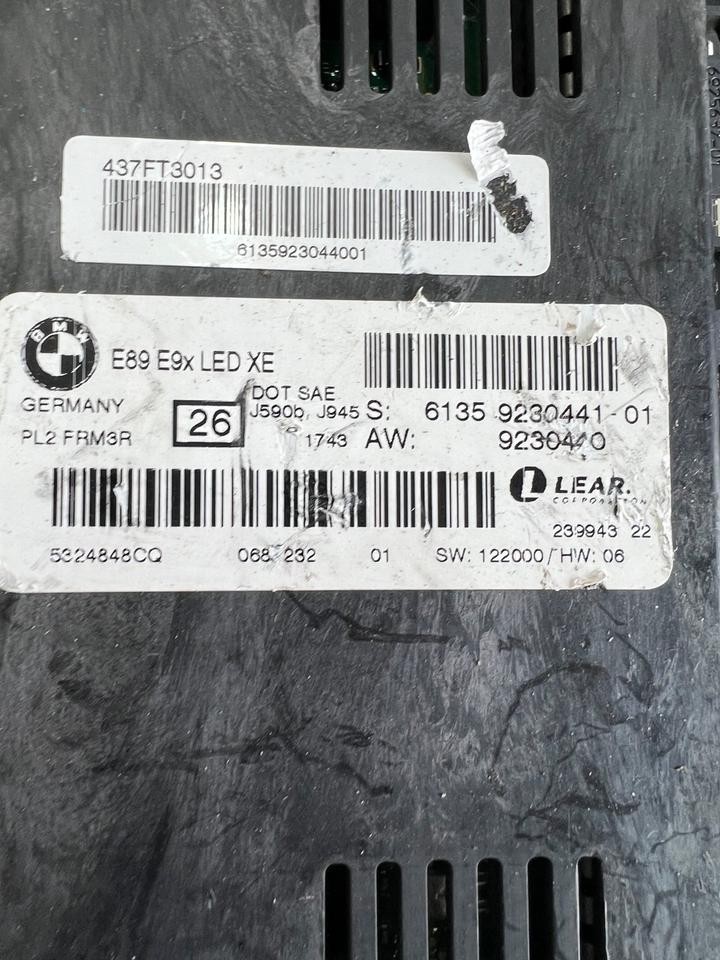 437FT3013
6135923044001
BMW
E89 E9x LED XE
GERMANY
PL2 FRM3R
26
DOT SAE
J590b, J945
1743
S: 6135 9230441-01
AW: 9230440
LEAR.
CORPORATION
239943 22
5324848CQ 232 01 SW: 122000/HW: 06